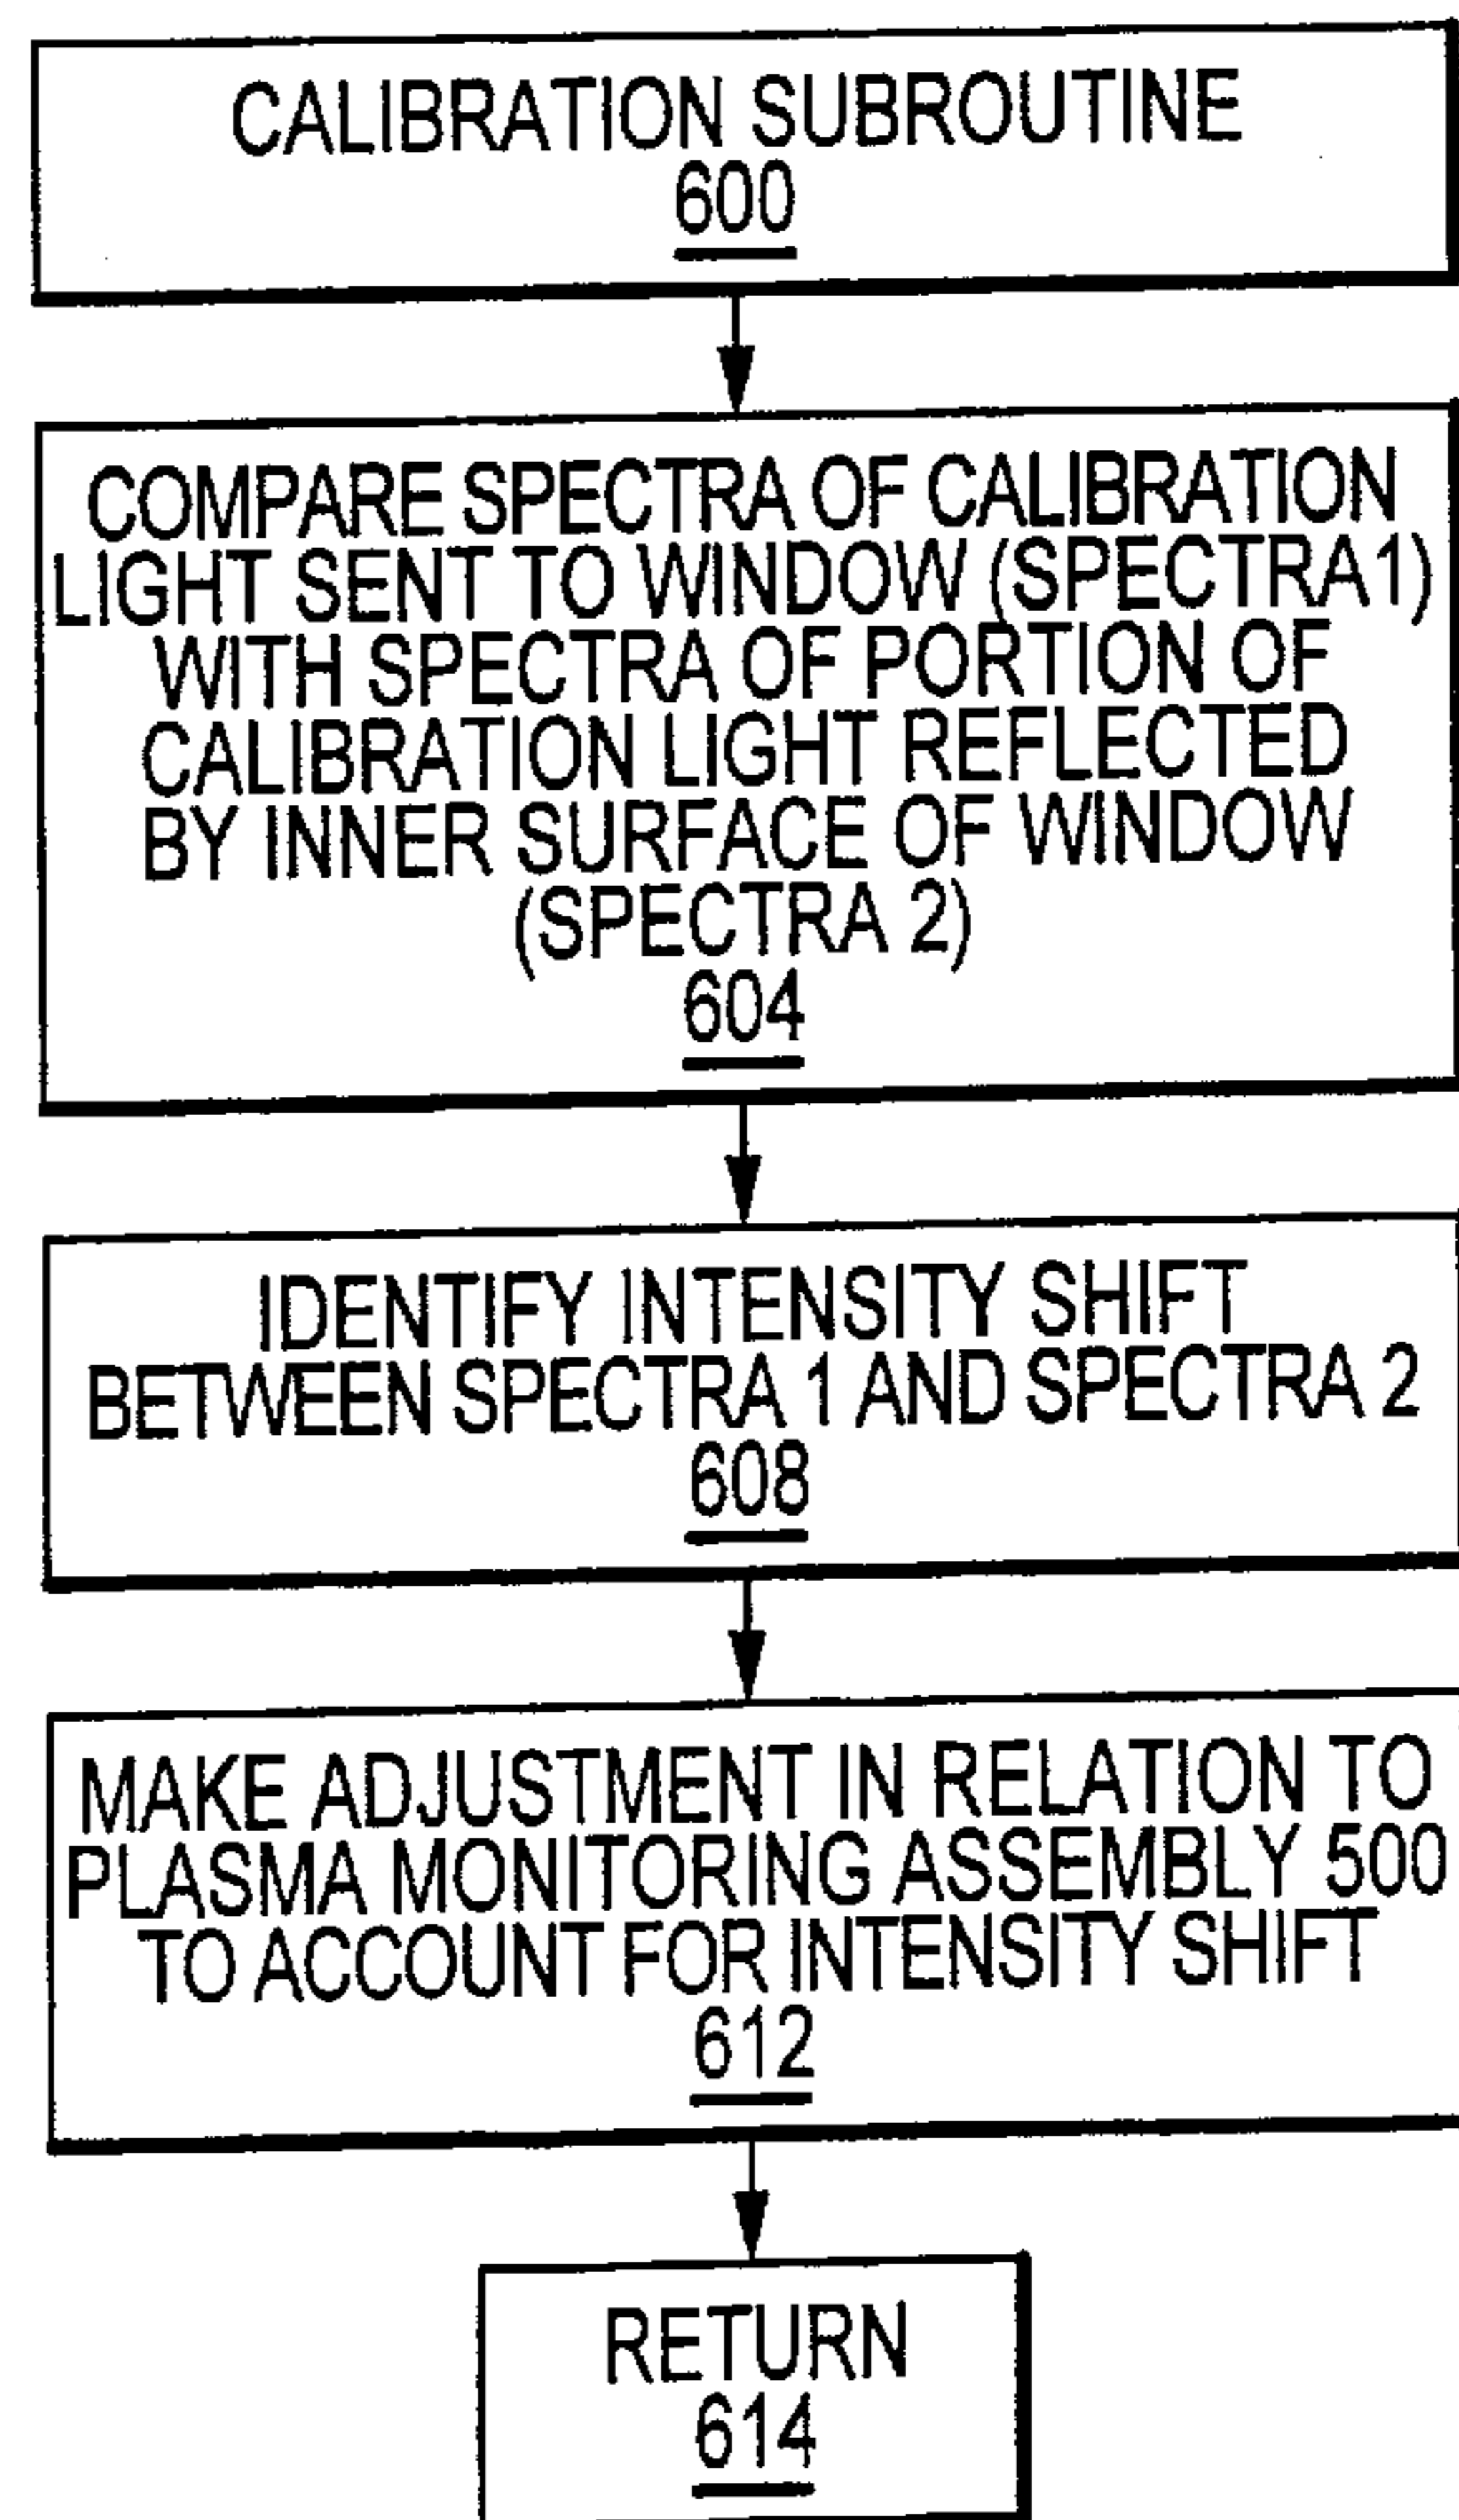 CALIBRATION SUBROUTINE
600
COMPARE SPECTRA OF CALIBRATION
LIGHT SENT TO WINDOW (SPECTRA 1)
WITH SPECTRA OF PORTION OF
CALIBRATION LIGHT REFLECTED
BY INNER SURFACE OF WINDOW
(SPECTRA 2)
604
IDENTIFY INTENSITY SHIFT
BETWEEN SPECTRA 1 AND SPECTRA 2
608
MAKE ADJUSTMENT IN RELATION TO
PLASMA MONITORING ASSEMBLY 500
TO ACCOUNT FOR INTENSITY SHIFT
612
RETURN
614